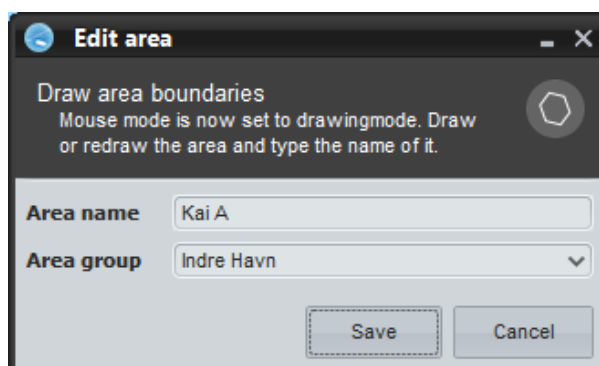 Edit area
Draw area boundaries
Mouse mode is now set to drawingmode. Draw
or redraw the area and type the name of it.
Area name Kai A
Area group Indre Havn
Save Cancel